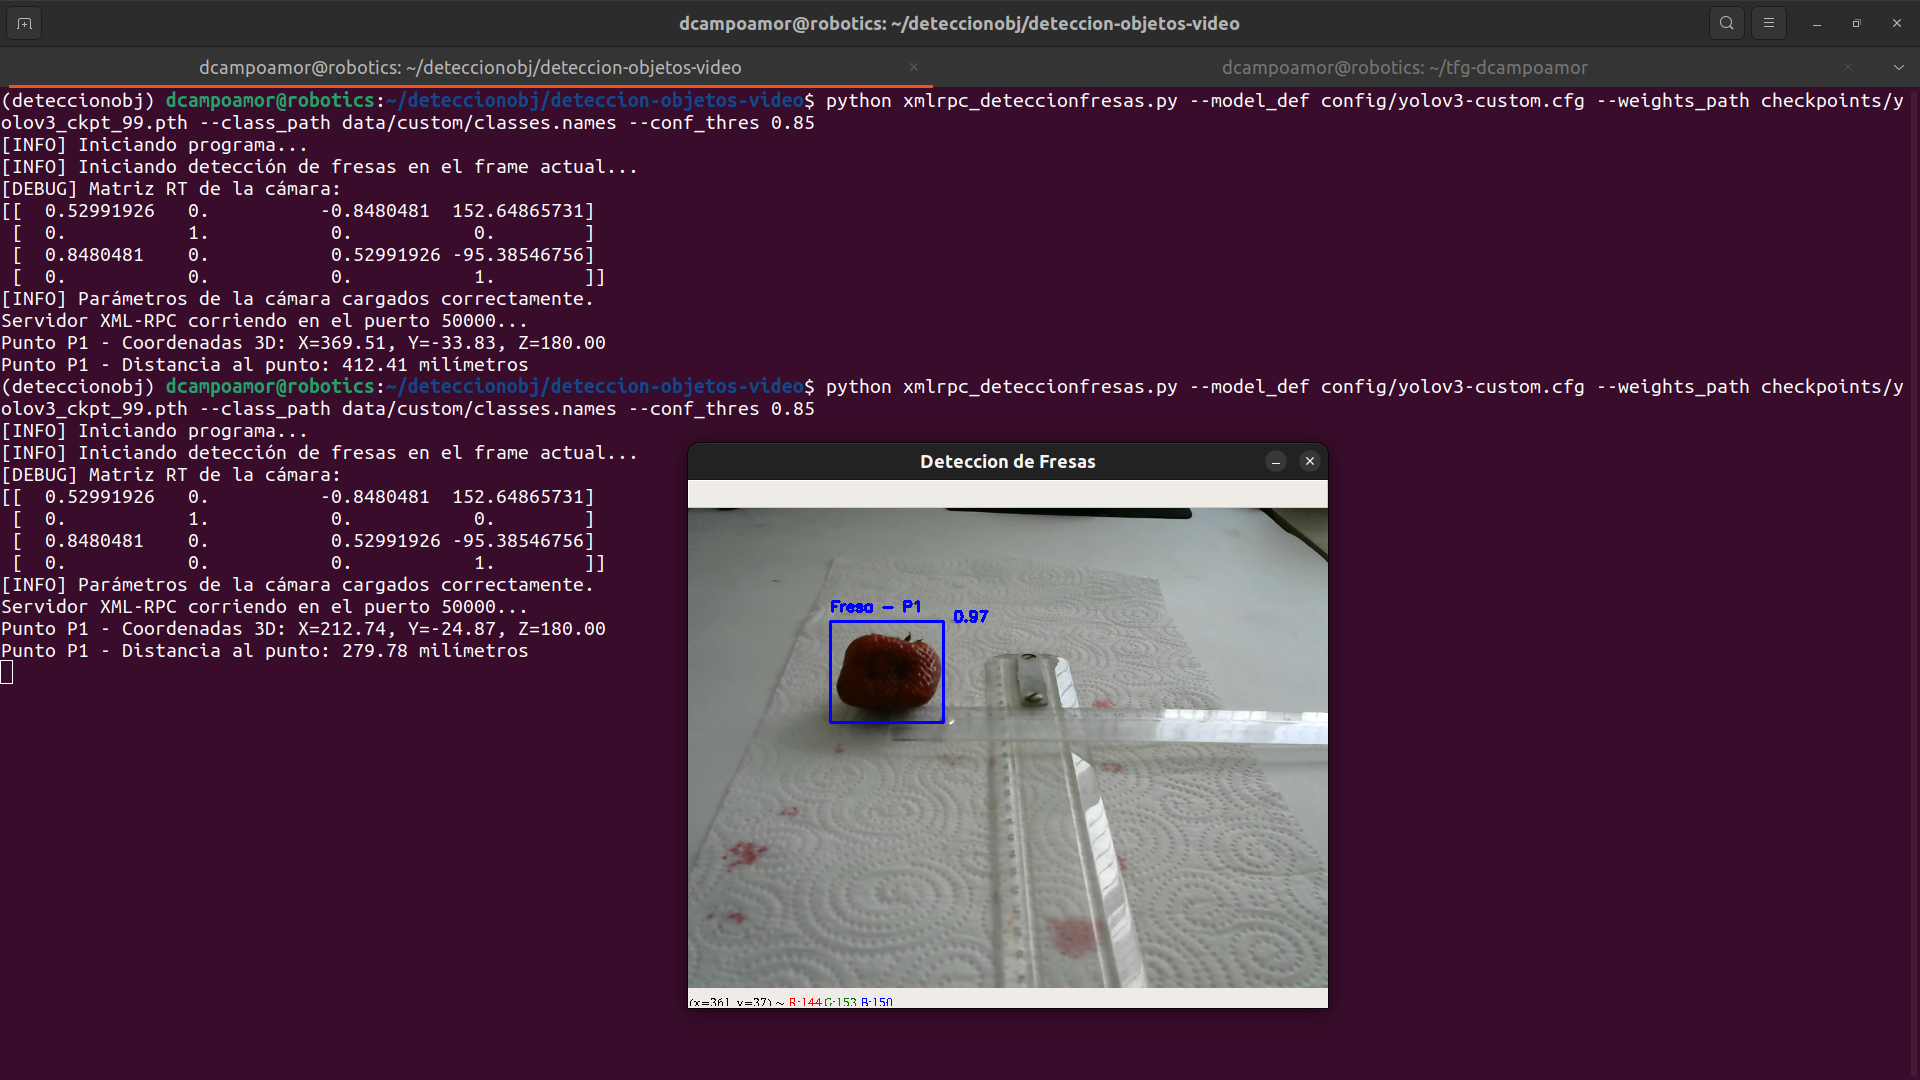 dcampoamor@robotics: ~/deteccionobj/deteccion-objetos-video
dcampoamor@robotics: ~/deteccionobj/deteccion-objetos-video
dcampoamor@robotics: ~/tfg-dcampoamor
(deteccionobj) dcampoamor@robotics:~/deteccionobj/deteccion-objetos-video$ python xmlrpc_deteccionfresas.py --model_def config/yolov3-custom.cfg --weights_path checkpoints/y
olov3_ckpt_99.pth --class_path data/custom/classes.names --conf_thres 0.85
[INFO] Iniciando programa...
[INFO] Iniciando detección de fresas en el frame actual...
[DEBUG] Matriz RT de la cámara:
[[  0.52991926   0.          -0.8480481  152.64865731]
 [  0.           1.           0.           0.        ]
 [  0.8480481    0.           0.52991926 -95.38546756]
 [  0.           0.           0.           1.        ]]
[INFO] Parámetros de la cámara cargados correctamente.
Servidor XML-RPC corriendo en el puerto 50000...
Punto P1 - Coordenadas 3D: X=369.51, Y=-33.83, Z=180.00
Punto P1 - Distancia al punto: 412.41 milímetros
(deteccionobj) dcampoamor@robotics:~/deteccionobj/deteccion-objetos-video$ python xmlrpc_deteccionfresas.py --model_def config/yolov3-custom.cfg --weights_path checkpoints/y
olov3_ckpt_99.pth --class_path data/custom/classes.names --conf_thres 0.85
[INFO] Iniciando programa...
[INFO] Iniciando detección de fresas en el frame actual...
[DEBUG] Matriz RT de la cámara:
[[  0.52991926   0.          -0.8480481  152.64865731]
 [  0.           1.           0.           0.        ]
 [  0.8480481    0.           0.52991926 -95.38546756]
 [  0.           0.           0.           1.        ]]
[INFO] Parámetros de la cámara cargados correctamente.
Servidor XML-RPC corriendo en el puerto 50000...
Punto P1 - Coordenadas 3D: X=212.74, Y=-24.87, Z=180.00
Punto P1 - Distancia al punto: 279.78 milímetros
Deteccion de Fresas
Fresa - P1
0.97
(x=361, y=37) ~ R:144 G:153 B:150